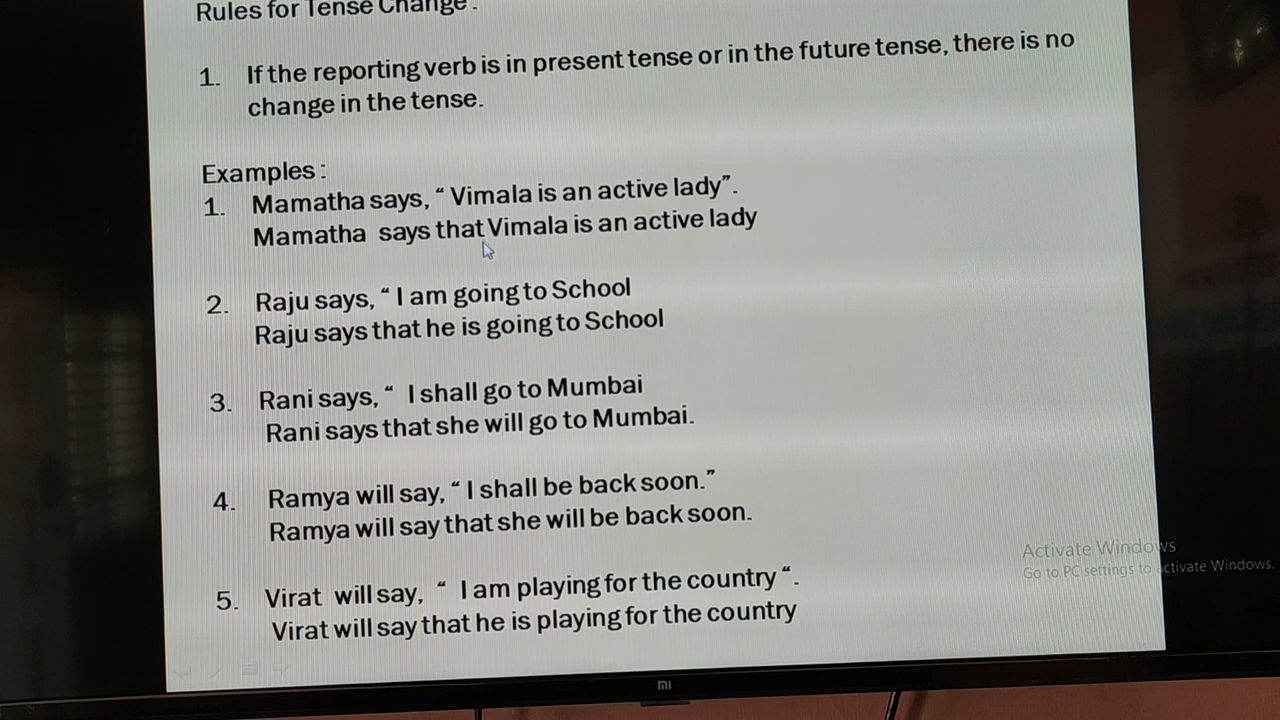 Rules for Tense Change :
1. If the reporting verb is in present tense or in the future tense, there is no
change in the tense.
Examples :
1. Mamatha says, “ Vimala is an active lady”.
Mamatha says that Vimala is an active lady
2. Raju says, “ I am going to School
Raju says that he is going to School
3. Rani says, “ I shall go to Mumbai
Rani says that she will go to Mumbai.
4. Ramya will say, “ I shall be back soon.”
Ramya will say that she will be back soon.
5. Virat will say, “ I am playing for the country “.
Virat will say that he is playing for the country
Activate Windows
Go to PC settings to activate Windows.
mi